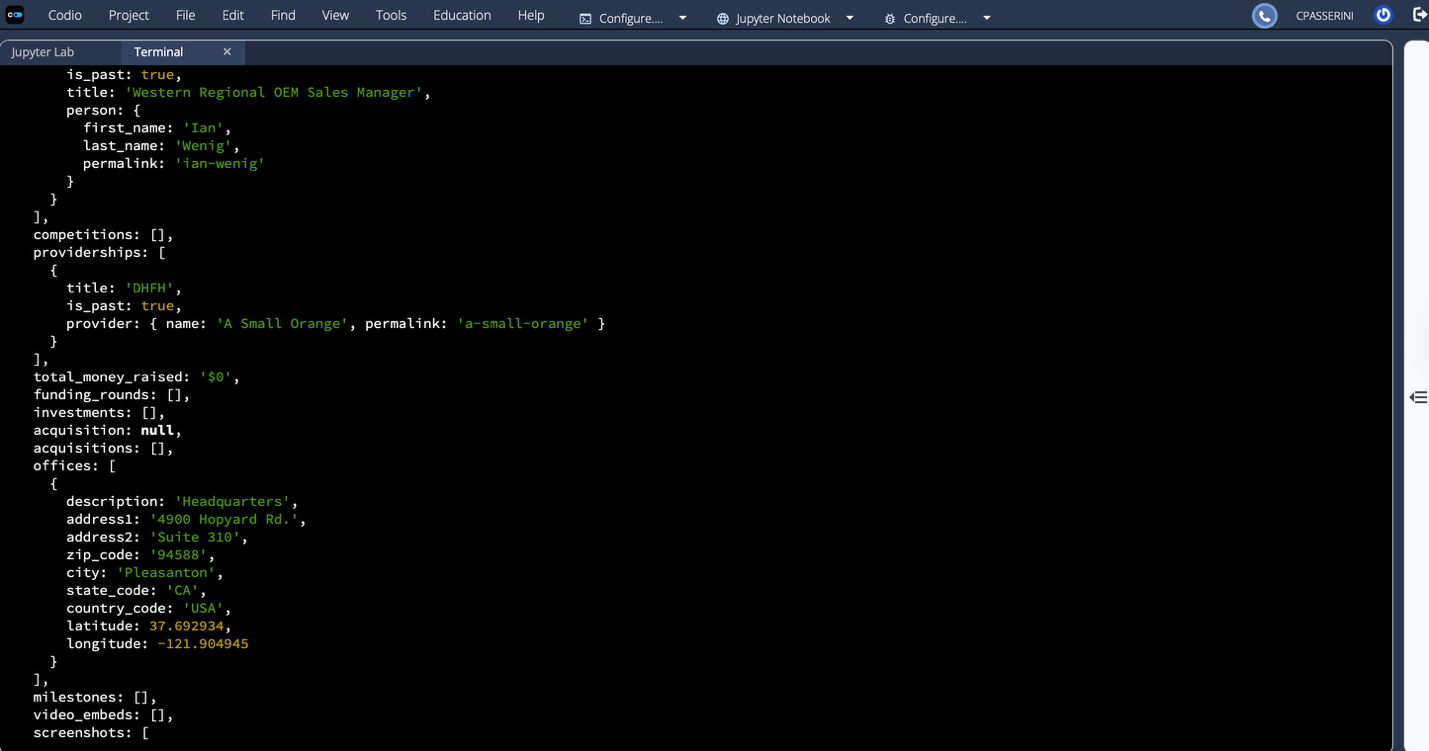 Codio Project File Edit Find View Tools Education Help Configure.... Jupyter Notebook Configure.... CPASSERINI
Jupyter Lab Terminal ×
is_past: true,
title: 'Western Regional OEM Sales Manager',
person: {
first_name: 'Ian',
last_name: 'Wenig',
permalink: 'ian-wenig'
}
}
],
competitions: [],
providerships: [
{
title: 'DHFH',
is_past: true,
provider: { name: 'A Small Orange', permalink: 'a-small-orange' }
}
],
total_money_raised: '$0',
funding_rounds: [],
investments: [],
acquisition: null,
acquisitions: [],
offices: [
{
description: 'Headquarters',
address1: '4900 Hopyard Rd.',
address2: 'Suite 310',
zip_code: '94588',
city: 'Pleasanton',
state_code: 'CA',
country_code: 'USA',
latitude: 37.692934,
longitude: -121.904945
}
],
milestones: [],
video_embeds: [],
screenshots: [